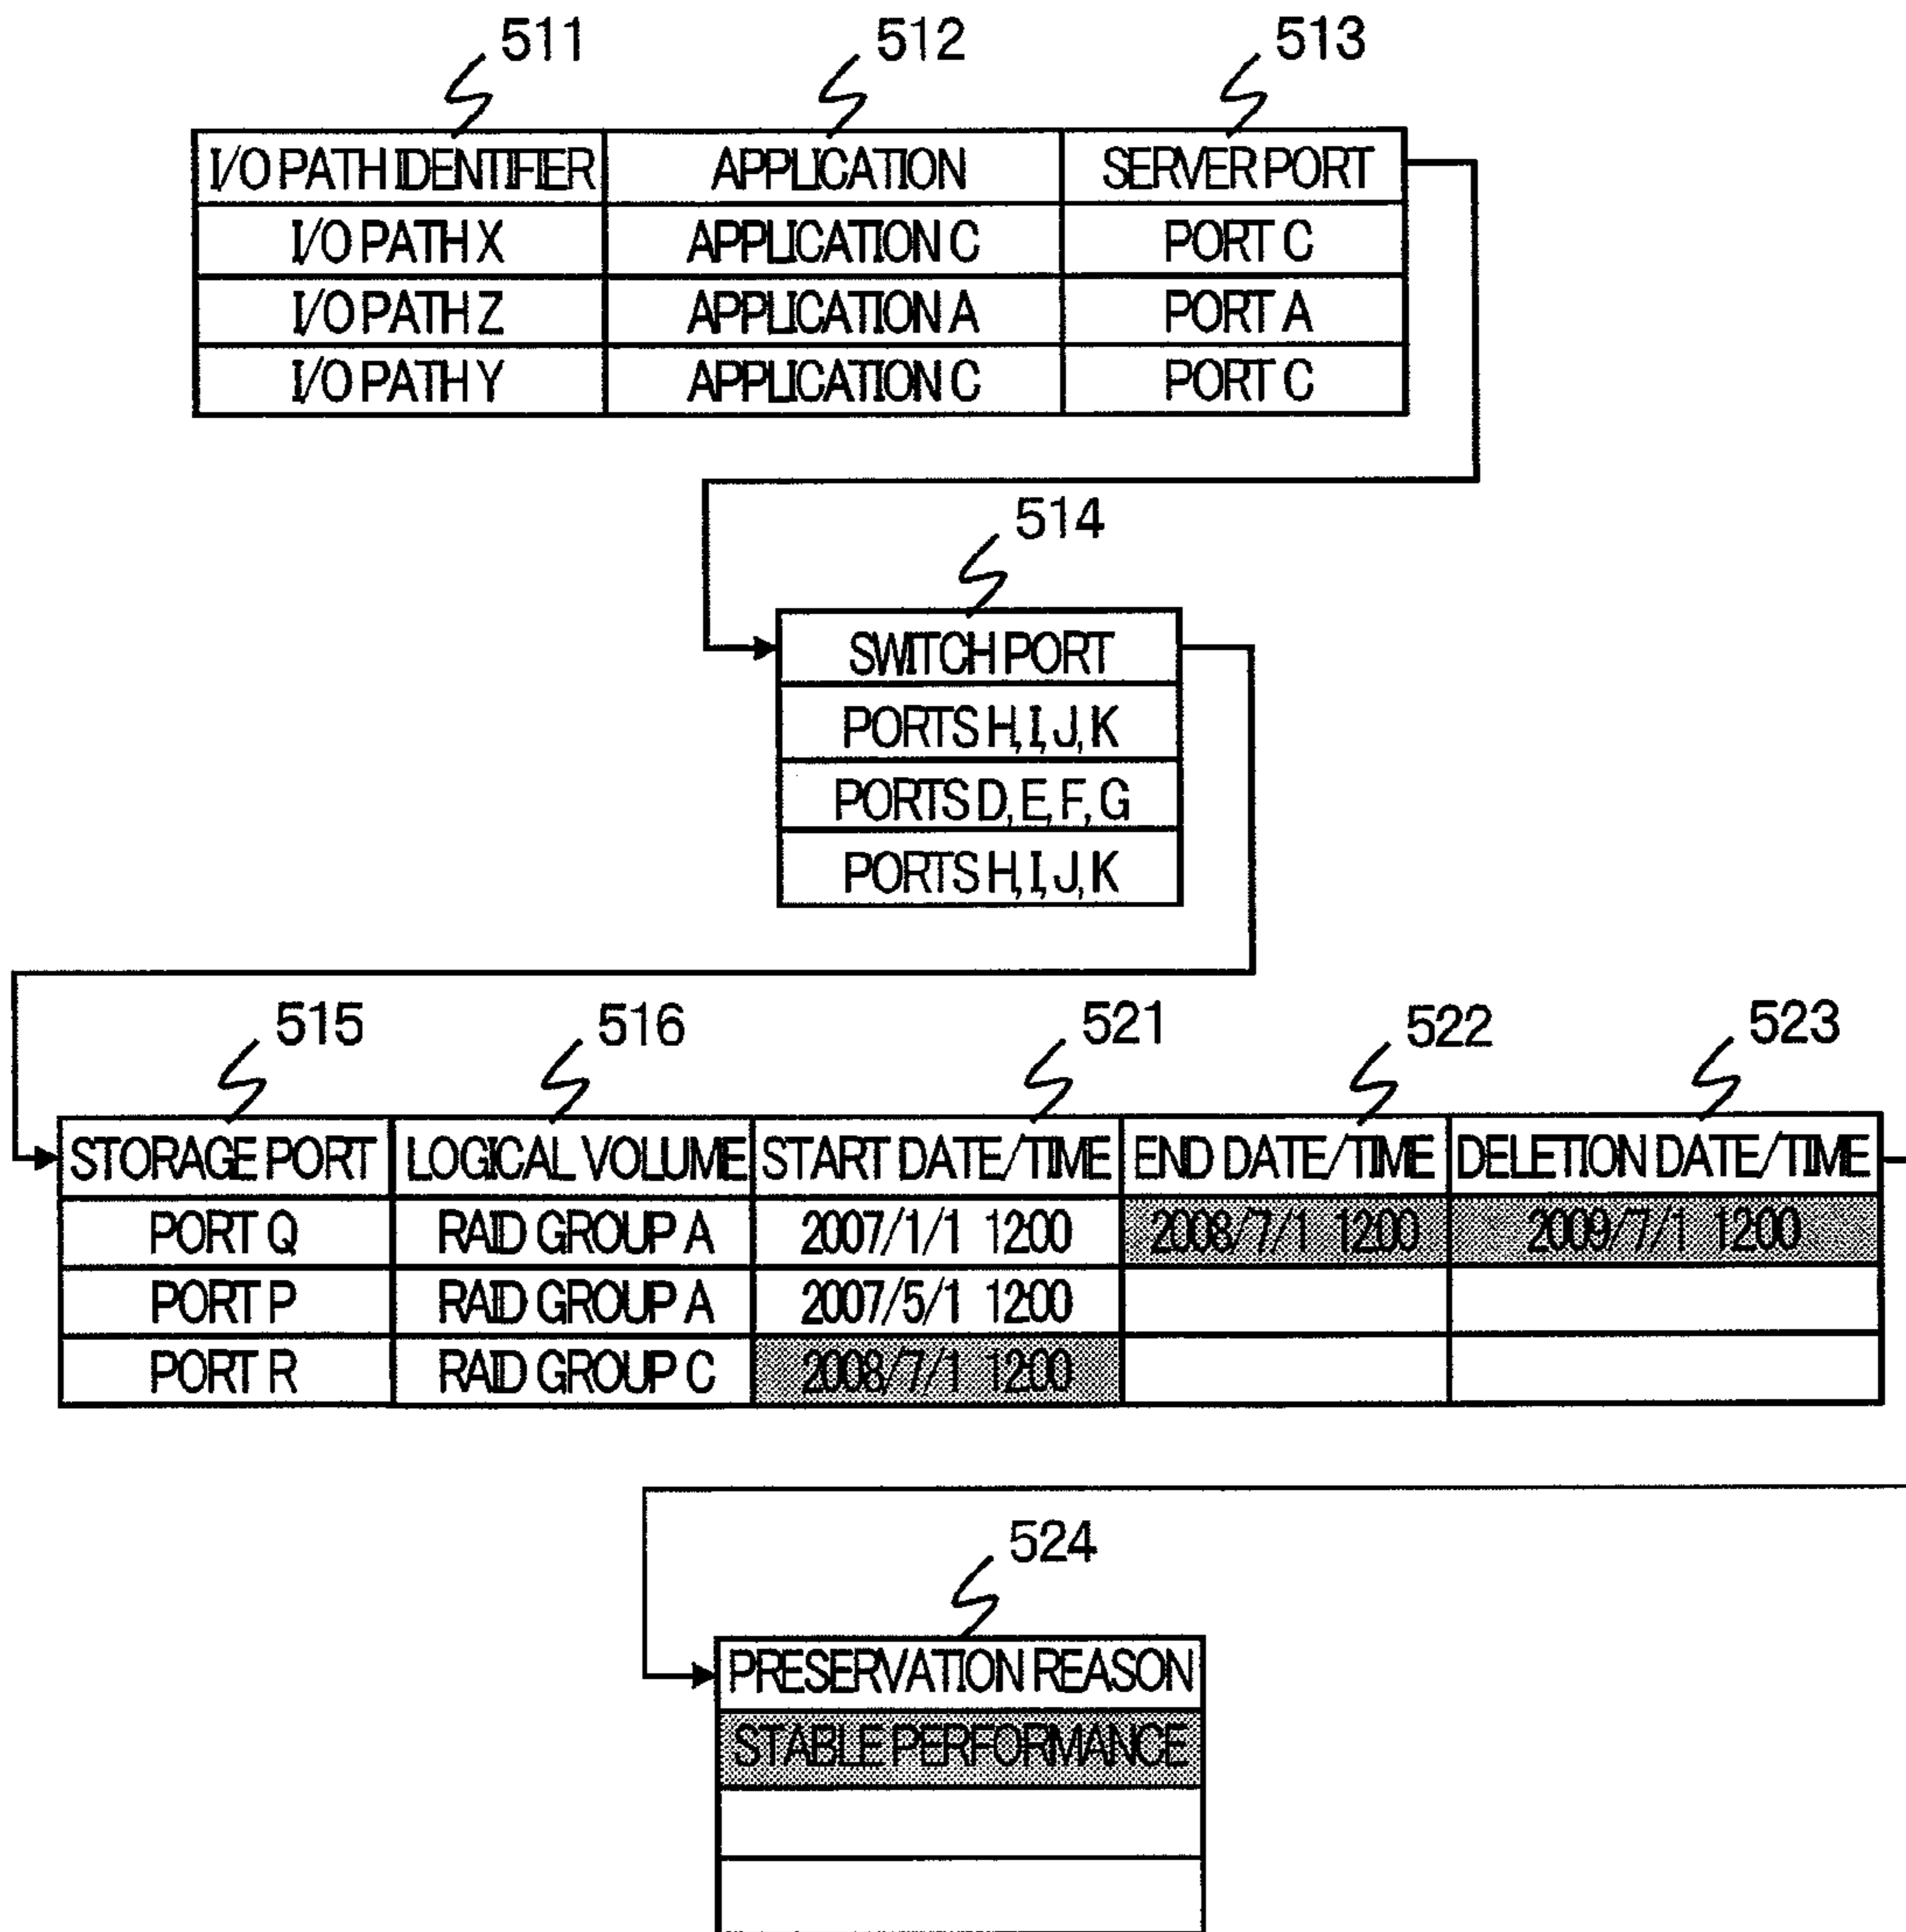 511 512 513
I/O PATH IDENTIFIER APPLICATION SERVER PORT
I/O PATH X APPLICATION C PORT C
I/O PATH Z APPLICATION A PORT A
I/O PATH Y APPLICATION C PORT C
514
SWITCH PORT
PORTS H, I, J, K
PORTS D, E, F, G
PORTS H, I, J, K
515 516 521 522 523
STORAGE PORT LOGICAL VOLUME START DATE/TIME END DATE/TIME DELETION DATE/TIME
PORT Q RAID GROUP A 2007/1/1 12:00 2008/7/1 12:00 2009/7/1 12:00
PORT P RAID GROUP A 2007/5/1 12:00
PORT R RAID GROUP C 2008/7/1 12:00
524
PRESERVATION REASON
STABLE PERFORMANCE